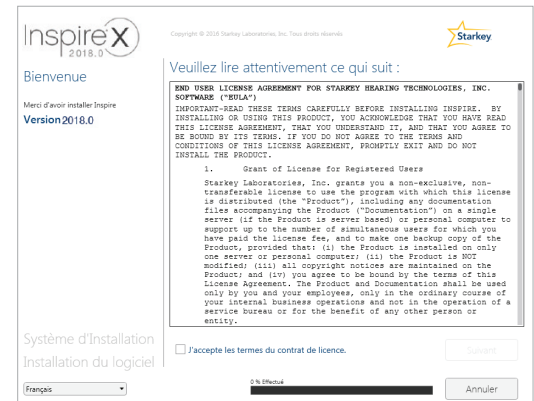 InspireX
2018.0
Copyright © 2018 Starkey Laboratories, Inc. Tous droits réservés
Starkey
Bienvenue
Merci d'avoir installer Inspire
Version 2018.0
Veuillez lire attentivement ce qui suit :
END USER LICENSE AGREEMENT FOR STARKEY HEARING TECHNOLOGIES, INC.
SOFTWARE ("EULA")
IMPORTANT-READ THESE TERMS CAREFULLY BEFORE INSTALLING INSPIRE. BY
INSTALLING OR USING THIS PRODUCT, YOU ACKNOWLEDGE THAT YOU HAVE READ
THIS LICENSE AGREEMENT, THAT YOU UNDERSTAND IT, AND THAT YOU AGREE TO
BE BOUND BY ITS TERMS. IF YOU DO NOT AGREE TO THE TERMS AND
CONDITIONS OF THIS LICENSE AGREEMENT, PROMPTLY EXIT AND DO NOT
INSTALL THE PRODUCT.
1. Grant of License for Registered Users
Starkey Laboratories, Inc. grants you a non-exclusive, non-
transferable license to use the program with which this license
is distributed (the "Product"), including any documentation
files accompanying the Product ("Documentation") on a single
server (if the Product is server based) or personal computer to
support up to the number of simultaneous users for which you
have paid the license fee, and to make one backup copy of the
Product, provided that: (i) the Product is installed on only
one server or personal computer; (ii) the Product is NOT
modified; (iii) all copyright notices are maintained on the
Product; and (iv) you agree to be bound by the terms of this
License Agreement. The Product and Documentation shall be used
only by you and your employees, only in the ordinary course of
your internal business operations and not in the operation of a
service bureau or for the benefit of any other person or
entity.
Système d'Installation
Installation du logiciel
J'accepte les termes du contrat de licence.
Suivant
Français
0 % Effectué
Annuler